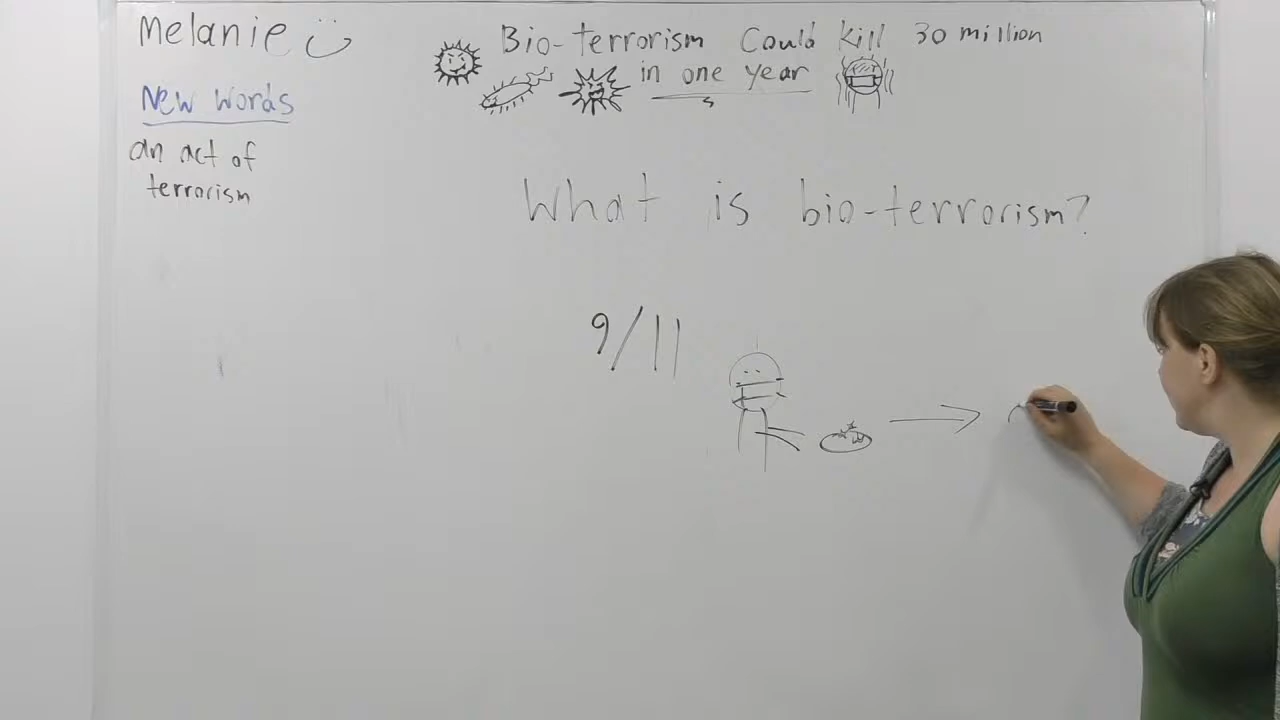 Melanie
New words
an act of
terrorism
Bio-terrorism Could kill 30 million
in one year
What is bio-terrorism?
9/11